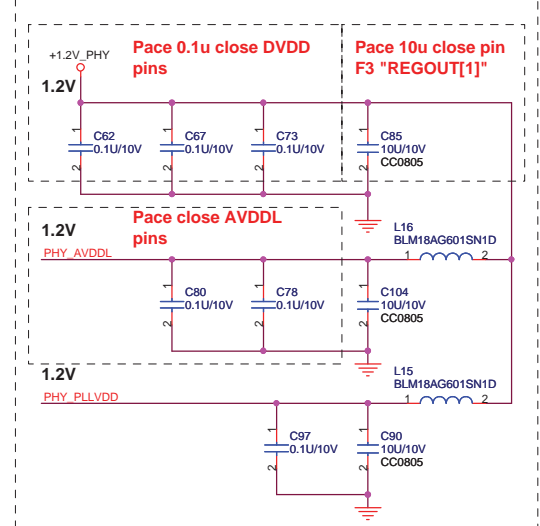 +1.2V_PHY
Pace 0.1u close DVDD
pins
Pace 10u close pin
F3 "REGOUT[1]"
1.2V
1 C62
0.1U/10V
2
1 C67
0.1U/10V
2
1 C73
0.1U/10V
2
1 C85
10U/10V
CC0805
2
1.2V
Pace close AVDDL
pins
PHY_AVDDL
L16
BLM18AG601SN1D
1 2
1 C80
0.1U/10V
2
1 C78
0.1U/10V
2
1 C104
10U/10V
CC0805
2
1.2V
PHY_PLLVDD
L15
BLM18AG601SN1D
1 2
1 C97
0.1U/10V
2
1 C90
10U/10V
CC0805
2